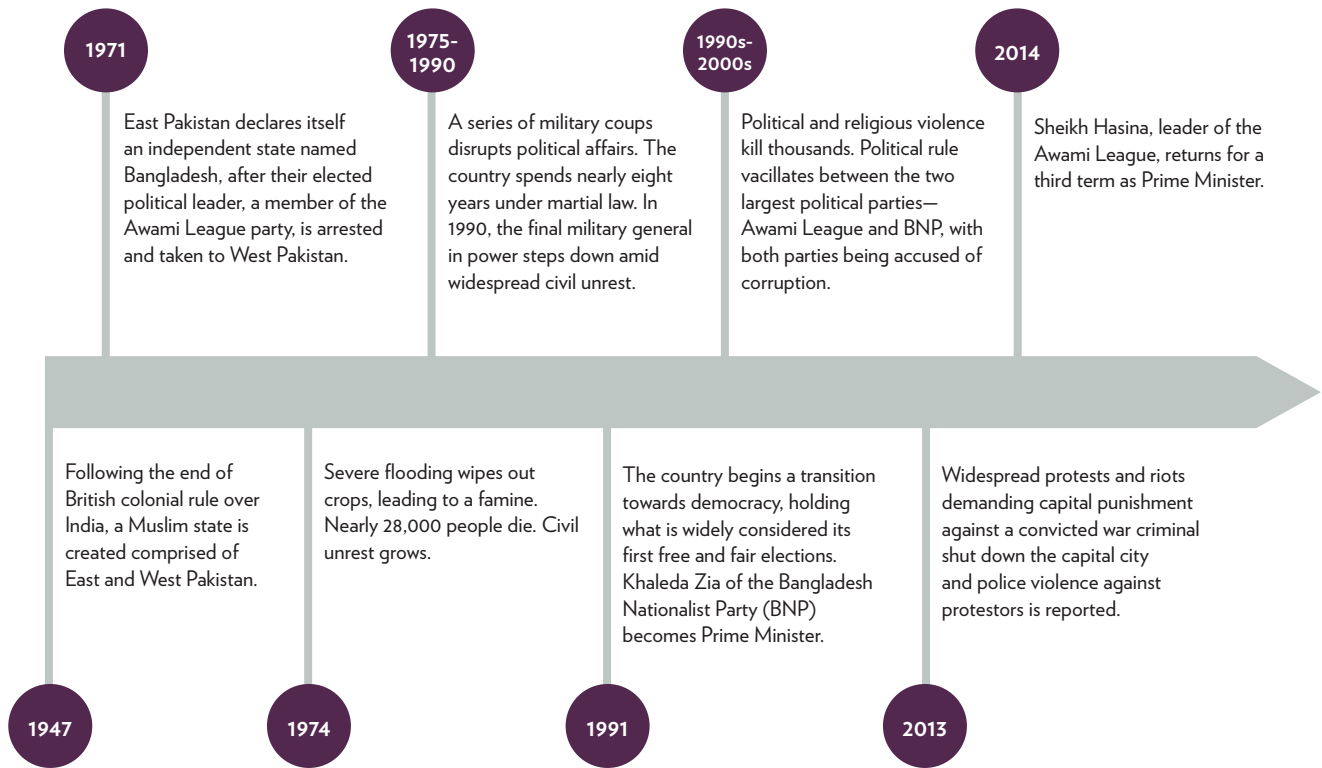 1971
East Pakistan declares itself
an independent state named
Bangladesh, after their elected
political leader, a member of the
Awami League party, is arrested
and taken to West Pakistan.
1975-
1990
A series of military coups
disrupts political affairs. The
country spends nearly eight
years under martial law. In
1990, the final military general
in power steps down amid
widespread civil unrest.
1990s-
2000s
Political and religious violence
kill thousands. Political rule
vacillates between the two
largest political parties—
Awami League and BNP, with
both parties being accused of
corruption.
2014
Sheikh Hasina, leader of the
Awami League, returns for a
third term as Prime Minister.
Following the end of
British colonial rule over
India, a Muslim state is
created comprised of
East and West Pakistan.
1947
Severe flooding wipes out
crops, leading to a famine.
Nearly 28,000 people die. Civil
unrest grows.
1974
The country begins a transition
towards democracy, holding
what is widely considered its
first free and fair elections.
Khaleda Zia of the Bangladesh
Nationalist Party (BNP)
becomes Prime Minister.
1991
Widespread protests and riots
demanding capital punishment
against a convicted war criminal
shut down the capital city
and police violence against
protestors is reported.
2013